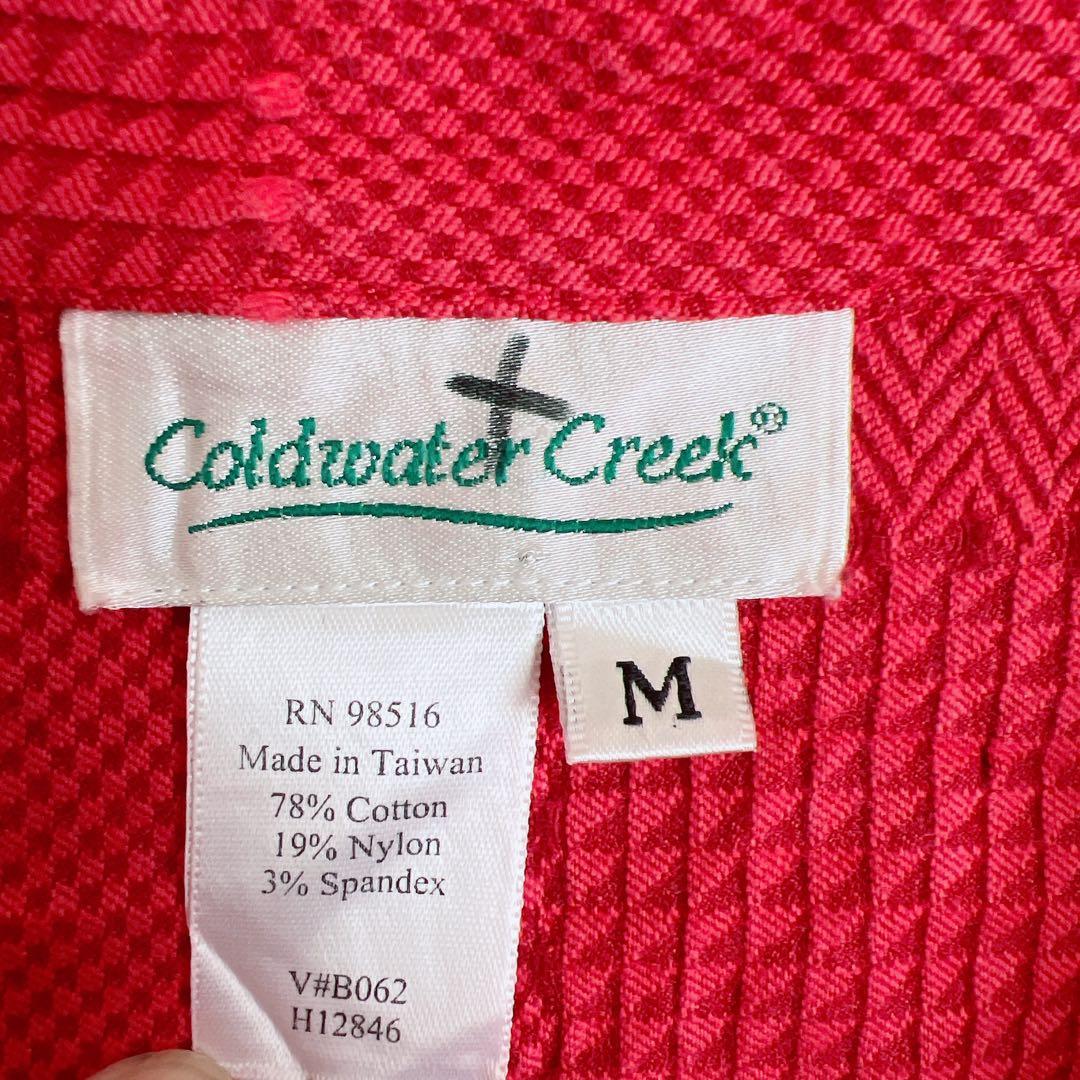 Coldwater Creek®
M
RN 98516
Made in Taiwan
78% Cotton
19% Nylon
3% Spandex
V#B062
H12846